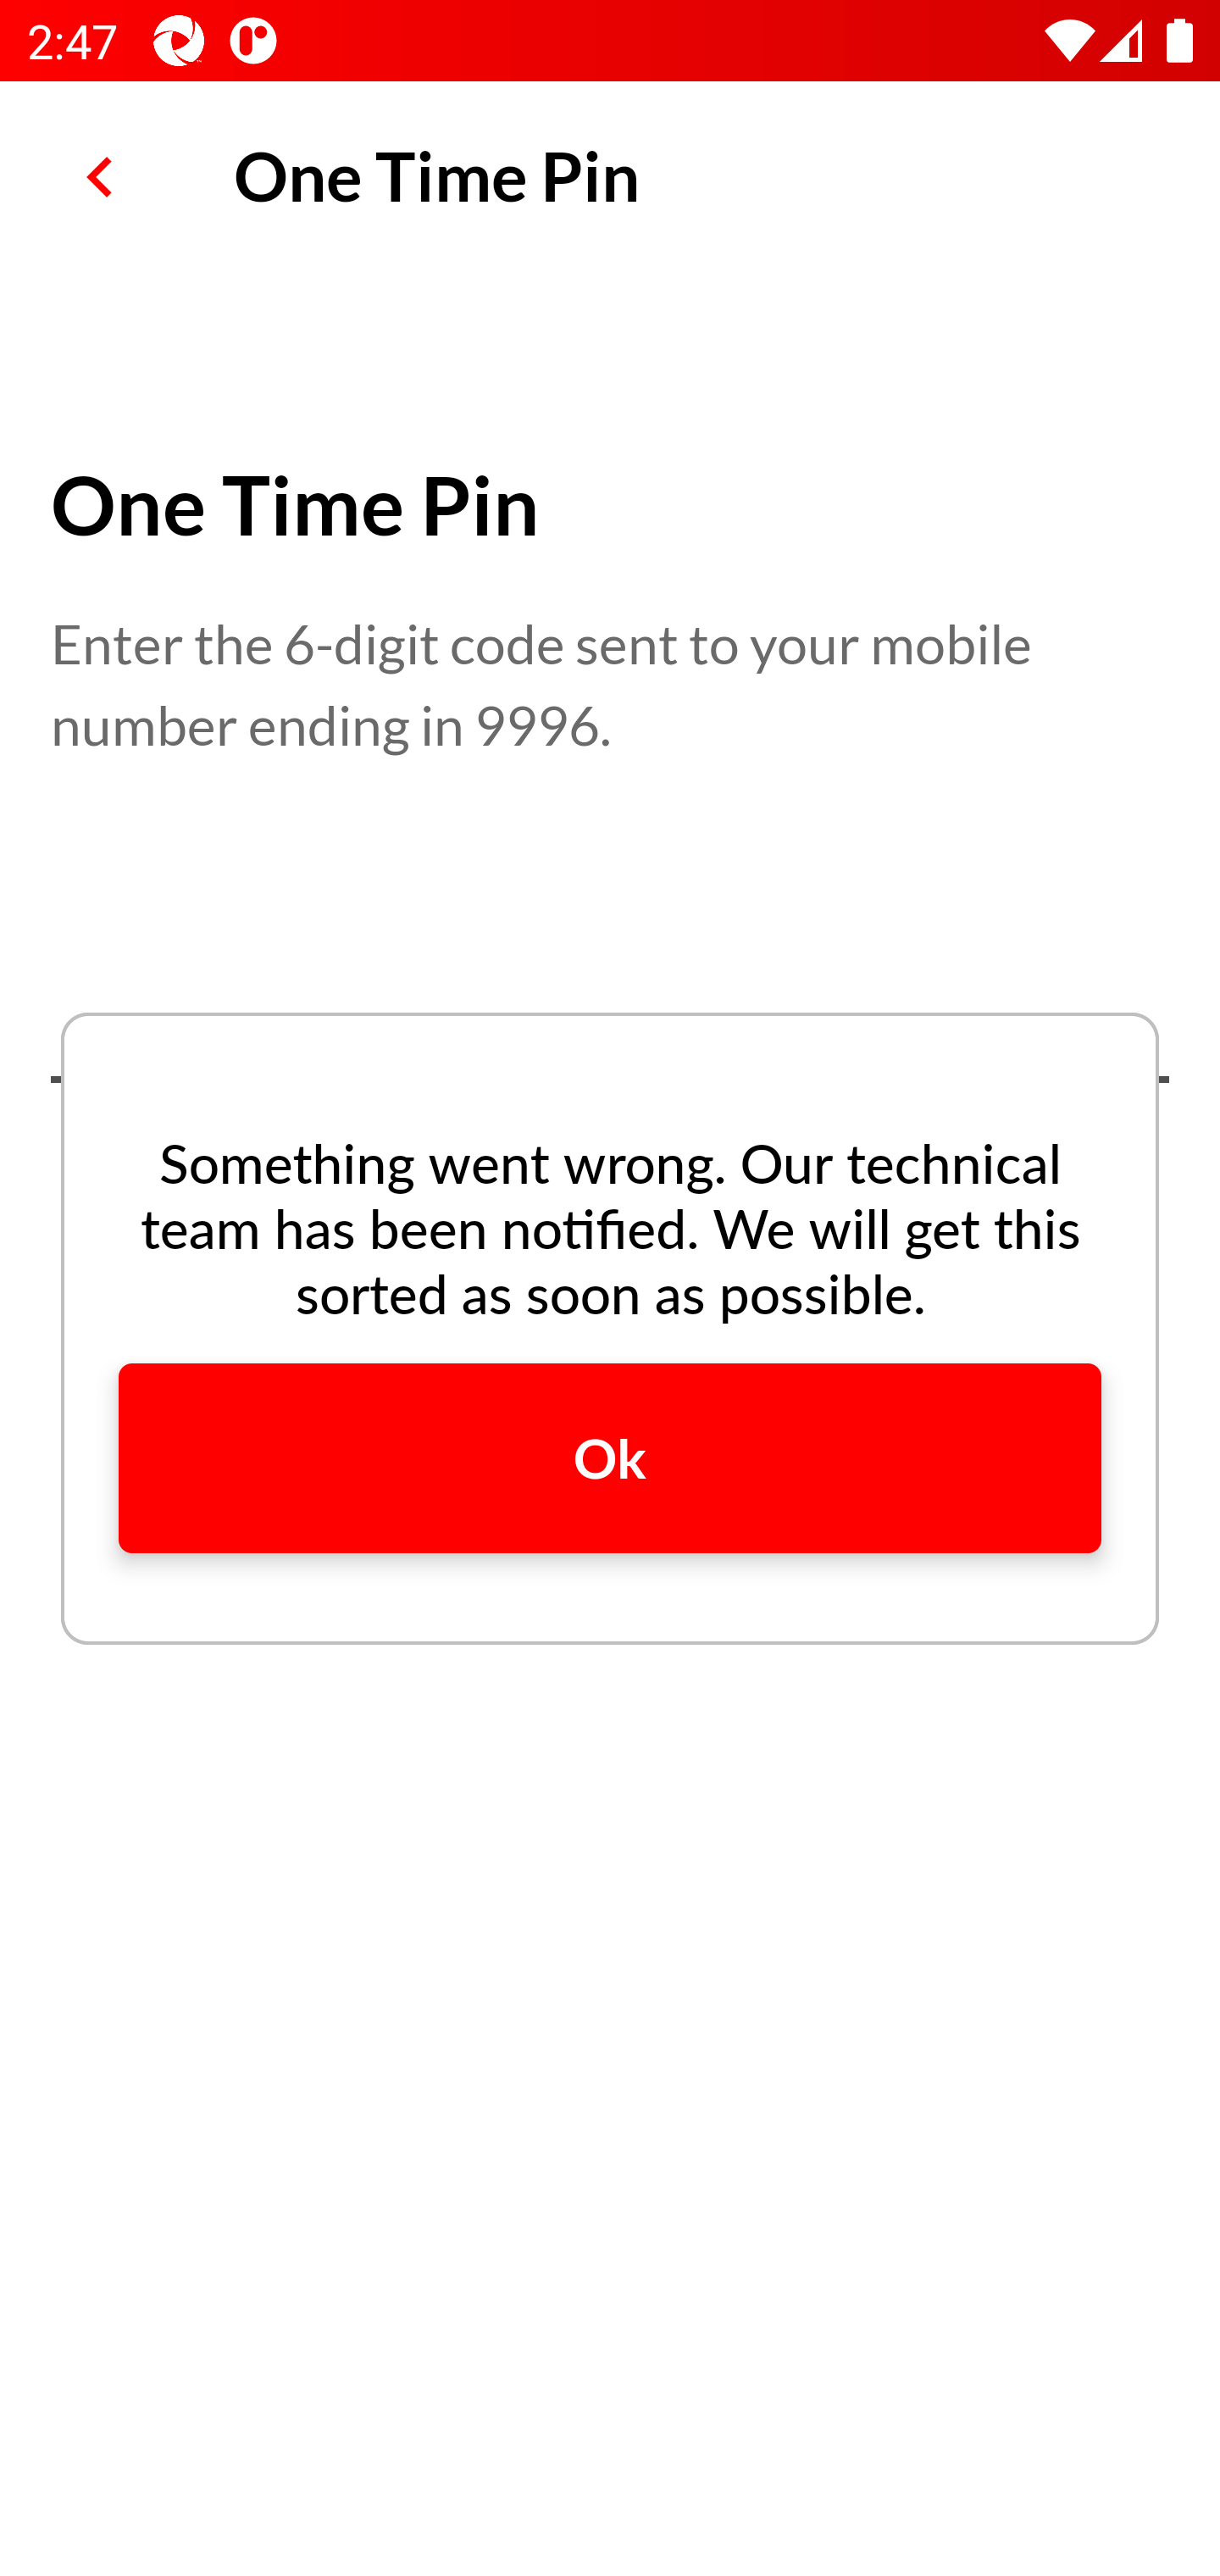 2:47
One Time Pin
One Time Pin
Enter the 6-digit code sent to your mobile
number ending in 9996.
Something went wrong. Our technical
team has been notified. We will get this
sorted as soon as possible.
Ok